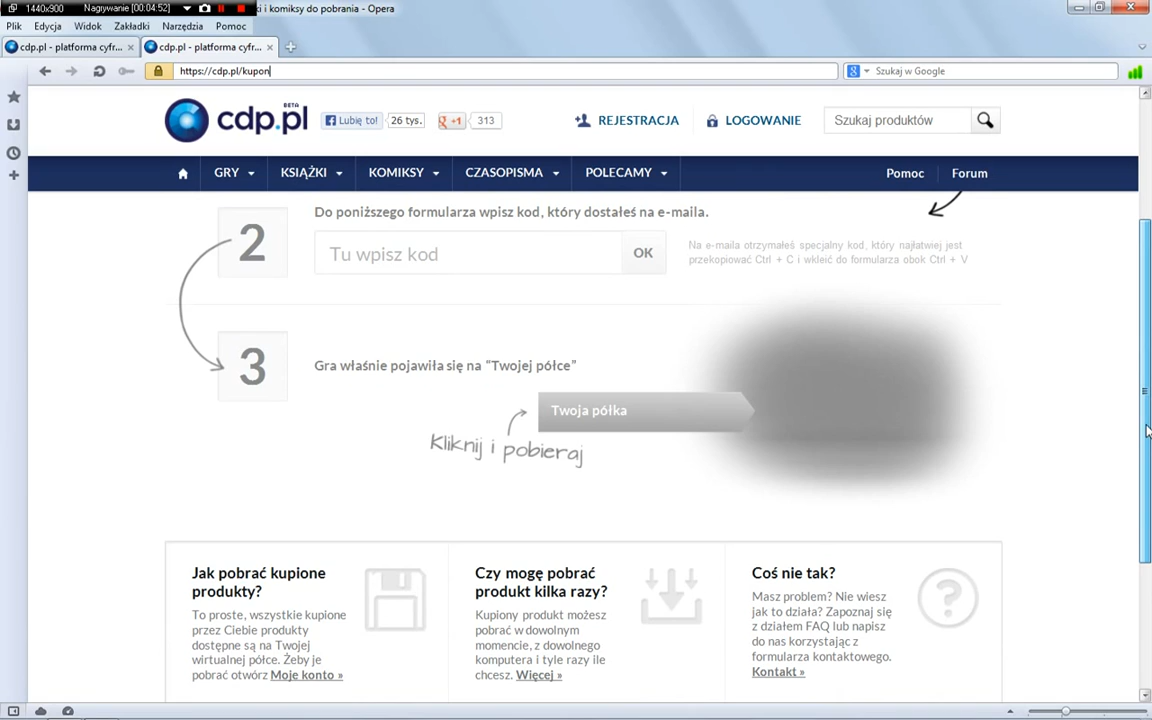 1440x900 Nagrywanie [00:04:52] i komiksy do pobrania - Opera
Plik Edycja Widok Zakładki Narzędzia Pomoc
cdp.pl - platforma cyfr... cdp.pl - platforma cyfr...
https://cdp.pl/kupon Szukaj w Google
BETA
cdp.pl Lubię to! 26 tys. +1 313 REJESTRACJA LOGOWANIE Szukaj produktów
GRY KSIĄŻKI KOMIKSY CZASOPISMA POLECAMY Pomoc Forum
2 Do poniższego formularza wpisz kod, który dostałeś na e-maila.
Tu wpisz kod OK
Na e-maila otrzymałeś specjalny kod, który najłatwiej jest
przekopiować Ctrl + C i wkleić do formularza obok Ctrl + V
3 Gra właśnie pojawiła się na "Twojej półce"
Twoja półka
Kliknij i pobieraj
Jak pobrać kupione
produkty?
To proste, wszystkie kupione
przez Ciebie produkty
dostępne są na Twojej
wirtualnej półce. Żeby je
pobrać otwórz Moje konto »
Czy mogę pobrać
produkt kilka razy?
Kupiony produkt możesz
pobrać w dowolnym
momencie, z dowolnego
komputera i tyle razy ile
chcesz. Więcej »
Coś nie tak?
Masz problem? Nie wiesz
jak to działa? Zapoznaj się
z działem FAQ lub napisz
do nas korzystając z
formularza kontaktowego.
Kontakt »